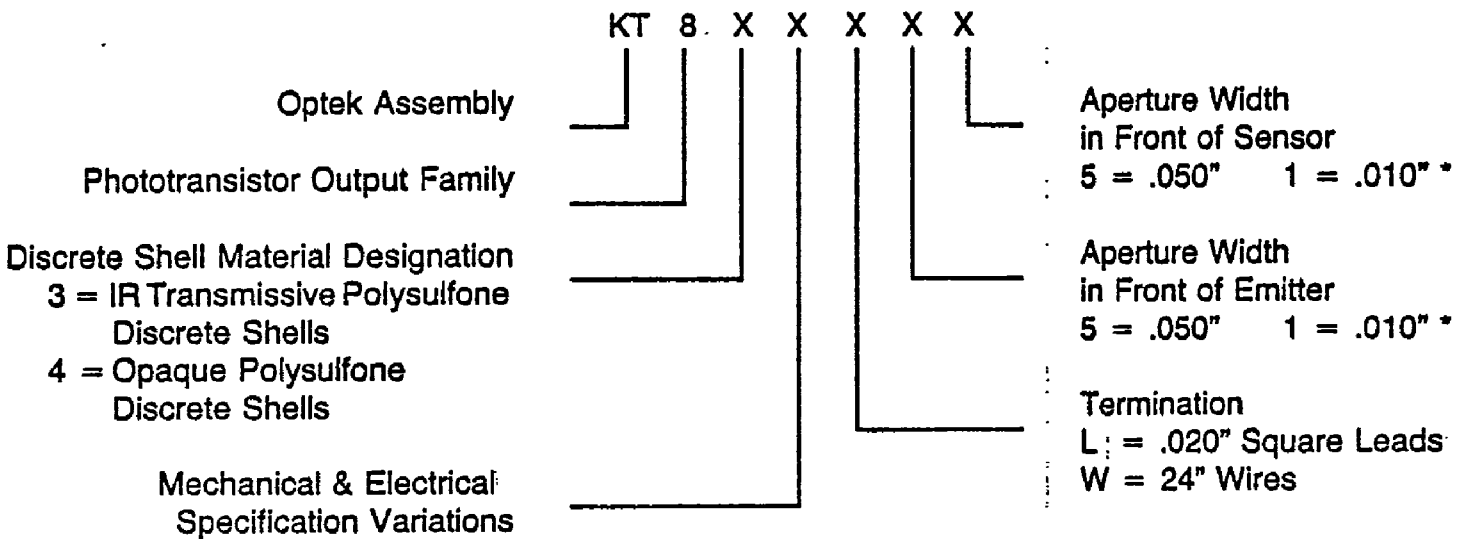 KT 8 X X X X X
Optek Assembly
Phototransistor Output Family
Discrete Shell Material Designation
3 = IR Transmissive Polysulfone
Discrete Shells
4 = Opaque Polysulfone
Discrete Shells
Mechanical & Electrical
Specification Variations
Aperture Width
in Front of Sensor
5 = .050" 1 = .010" *
Aperture Width
in Front of Emitter
5 = .050" 1 = .010" *
Termination
L = .020" Square Leads
W = 24" Wires